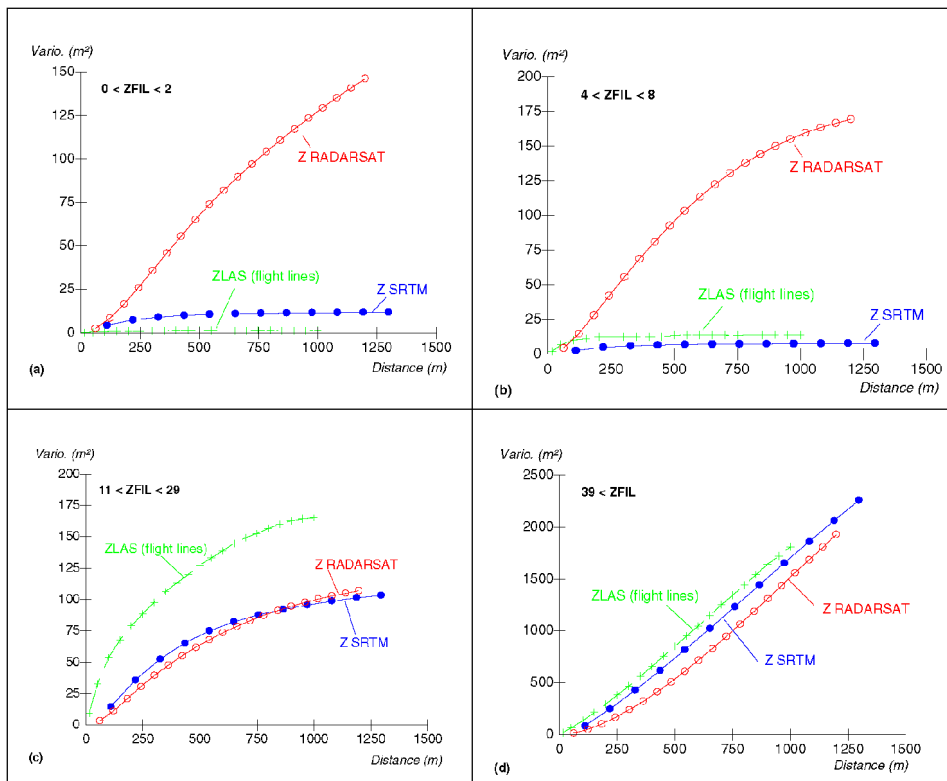 Vario. (m²)
150
125
100
75
50
25
0
0 < ZFIL < 2
Z RADARSAT
ZLAS (flight lines)
Z SRTM
0 250 500 750 1000 1250 1500
Distance (m)
(a)
Vario. (m²)
200
175
150
125
100
75
50
25
0
4 < ZFIL < 8
Z RADARSAT
ZLAS (flight lines)
Z SRTM
0 250 500 750 1000 1250 1500
Distance (m)
(b)
Vario. (m²)
200
175
150
125
100
75
50
25
0
11 < ZFIL < 29
ZLAS (flight lines)
Z RADARSAT
Z SRTM
0 250 500 750 1000 1250 1500
Distance (m)
(c)
Vario. (m²)
2500
2000
1500
1000
500
0
39 < ZFIL
ZLAS (flight lines)
Z RADARSAT
Z SRTM
0 250 500 750 1000 1250 1500
Distance (m)
(d)